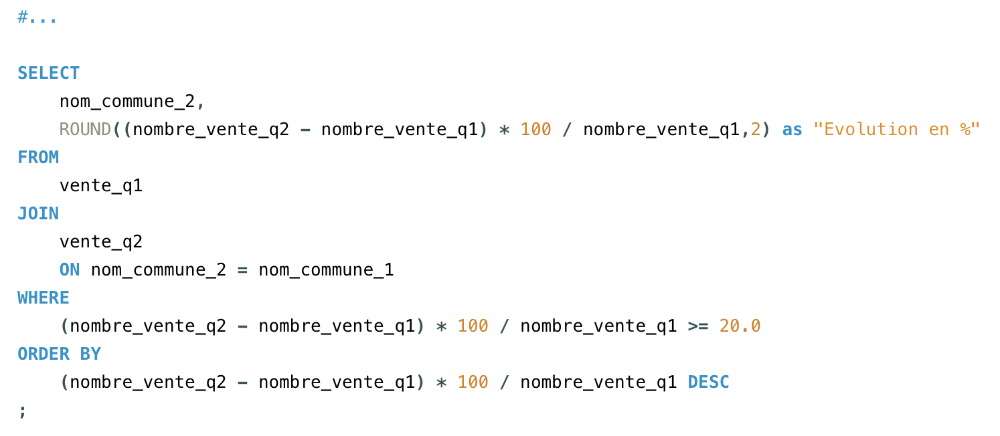 #...
SELECT
nom_commune_2,
ROUND((nombre_vente_q2 - nombre_vente_q1) * 100 / nombre_vente_q1,2) as "Evolution en %"
FROM
vente_q1
JOIN
vente_q2
ON nom_commune_2 = nom_commune_1
WHERE
(nombre_vente_q2 - nombre_vente_q1) * 100 / nombre_vente_q1 >= 20.0
ORDER BY
(nombre_vente_q2 - nombre_vente_q1) * 100 / nombre_vente_q1 DESC
;